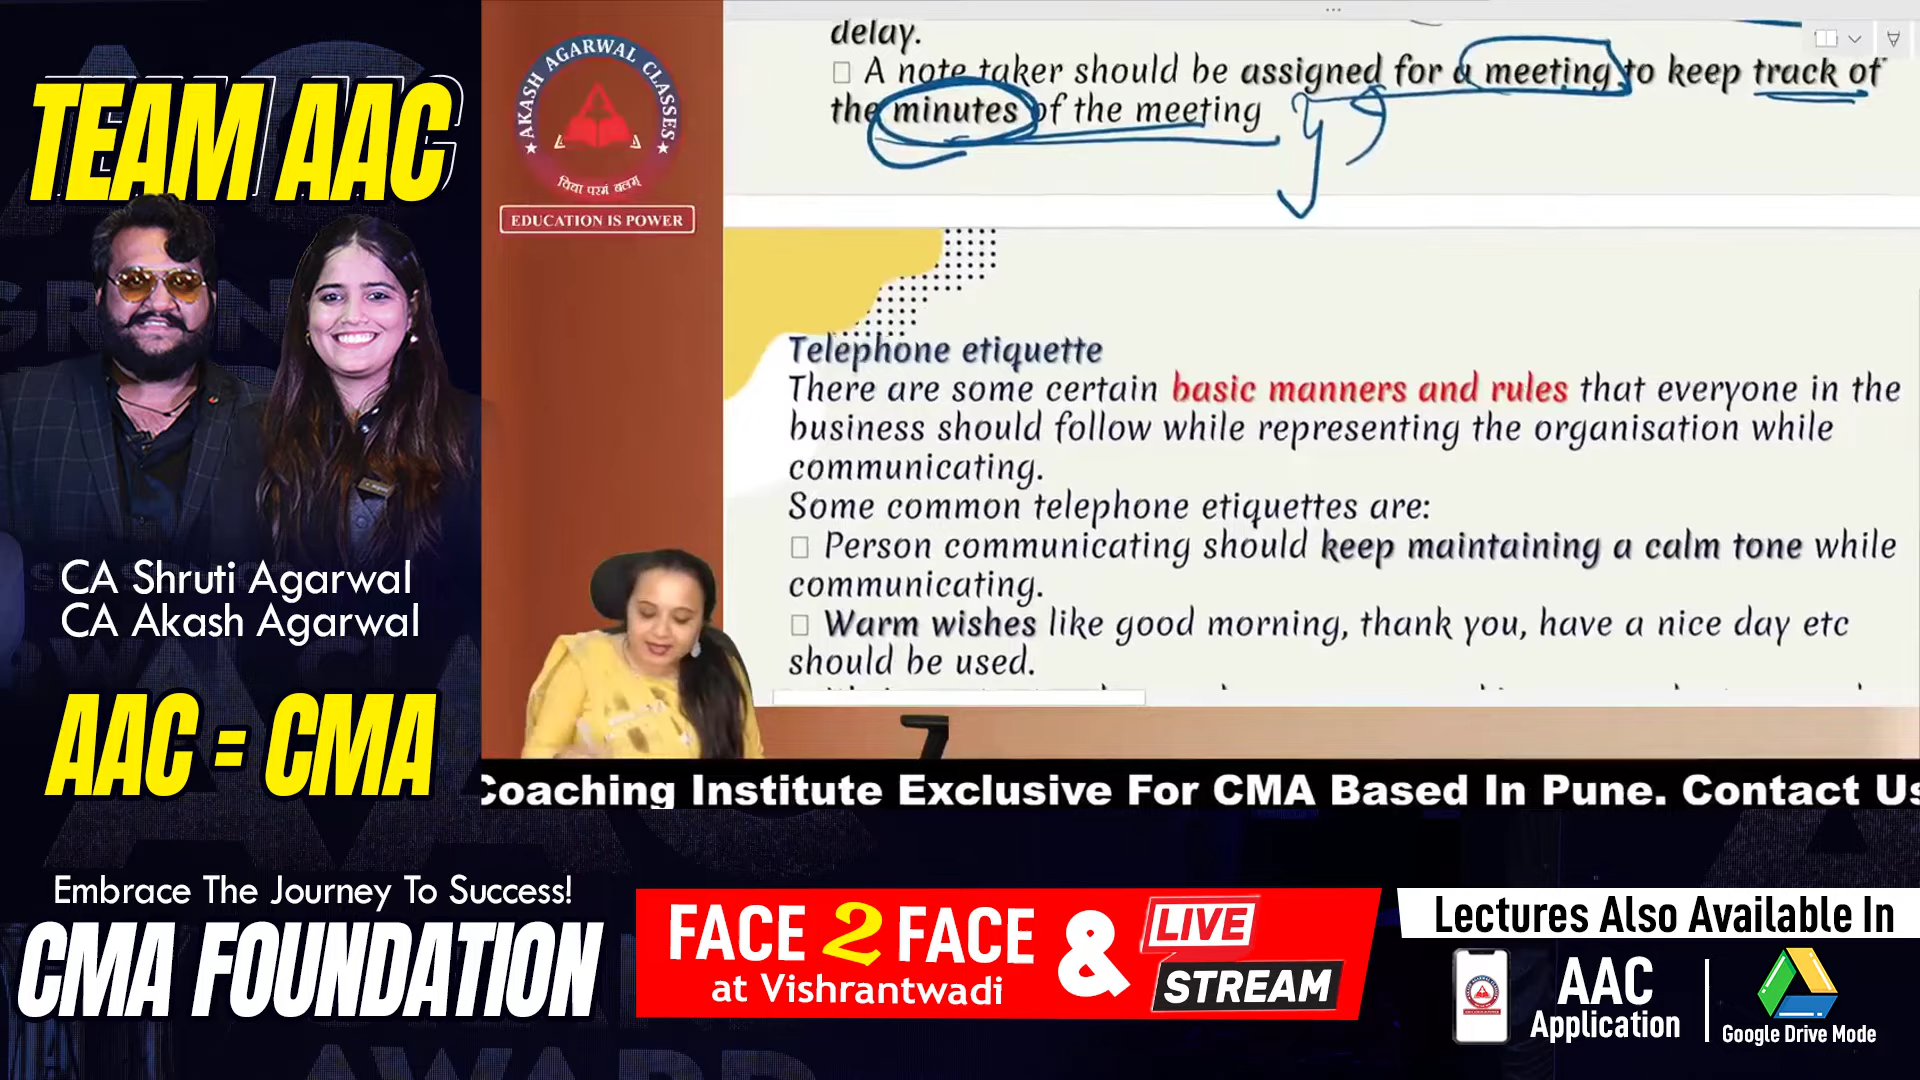 TEAM AAC
CA Shruti Agarwal
CA Akash Agarwal
AAC = CMA
Embrace The Journey To Success!
CMA FOUNDATION
AKASH AGARWAL CLASSES
विद्या परमं बलम्
EDUCATION IS POWER
delay.
A note taker should be assigned for a meeting to keep track of
the minutes of the meeting
Telephone etiquette
There are some certain basic manners and rules that everyone in the
business should follow while representing the organisation while
communicating.
Some common telephone etiquettes are:
Person communicating should keep maintaining a calm tone while
communicating.
Warm wishes like good morning, thank you, have a nice day etc
should be used.
Coaching Institute Exclusive For CMA Based In Pune. Contact Us
FACE 2 FACE
at Vishrantwadi
&
LIVE
STREAM
Lectures Also Available In
AAC
Application
Google Drive Mode